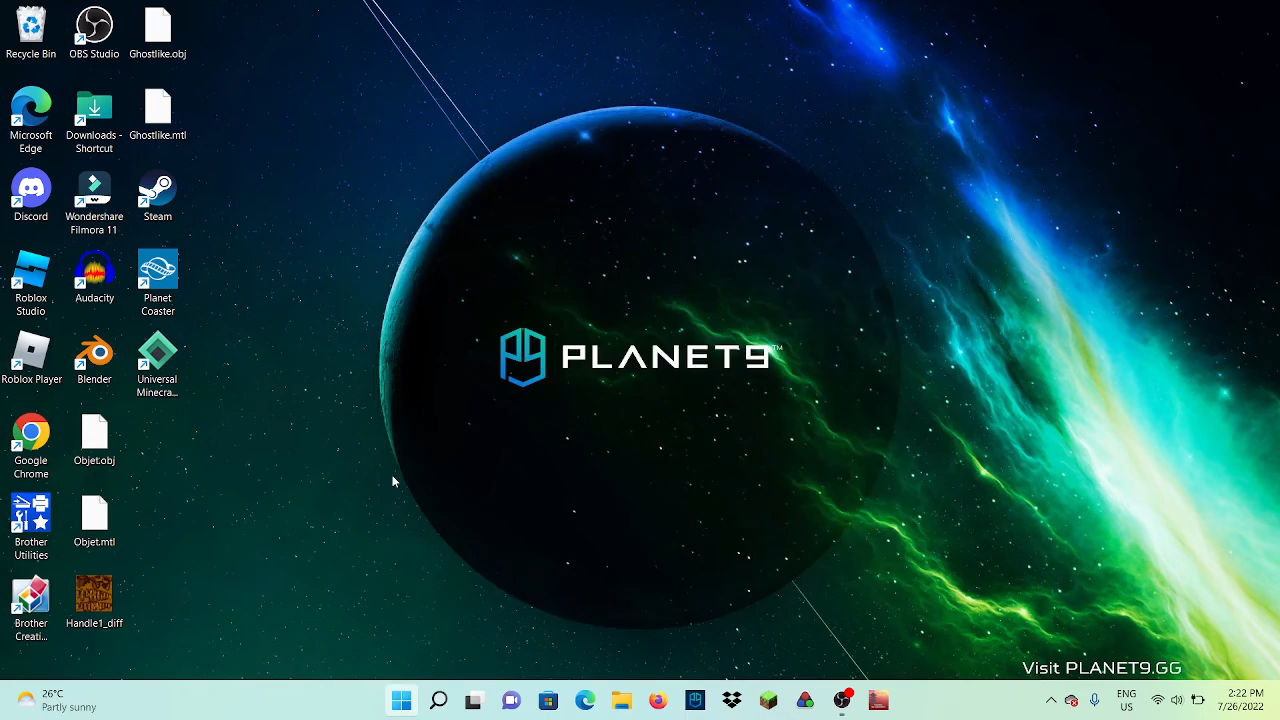 Recycle Bin
OBS Studio
Ghostlike.obj
Microsoft
Edge
Downloads -
Shortcut
Ghostlike.mtl
Discord
Wondershare
Filmora 11
Steam
Roblox
Studio
Audacity
Planet
Coaster
Roblox Player
Blender
Universal
Minecra...
Google
Chrome
Objet.obj
Brother
Utilities
Objet.mtl
Brother
Creati...
Handle1_diff
PLANET9™
Visit PLANET9.GG
26°C
Partly sunny
ENG
US
2:22 PM
7/26/2022